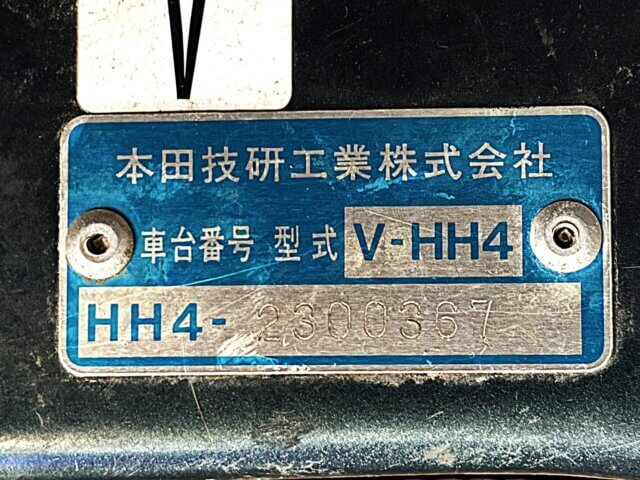 V
本田技研工業株式会社
車台番号 型式 V-HH4
HH4-2300367